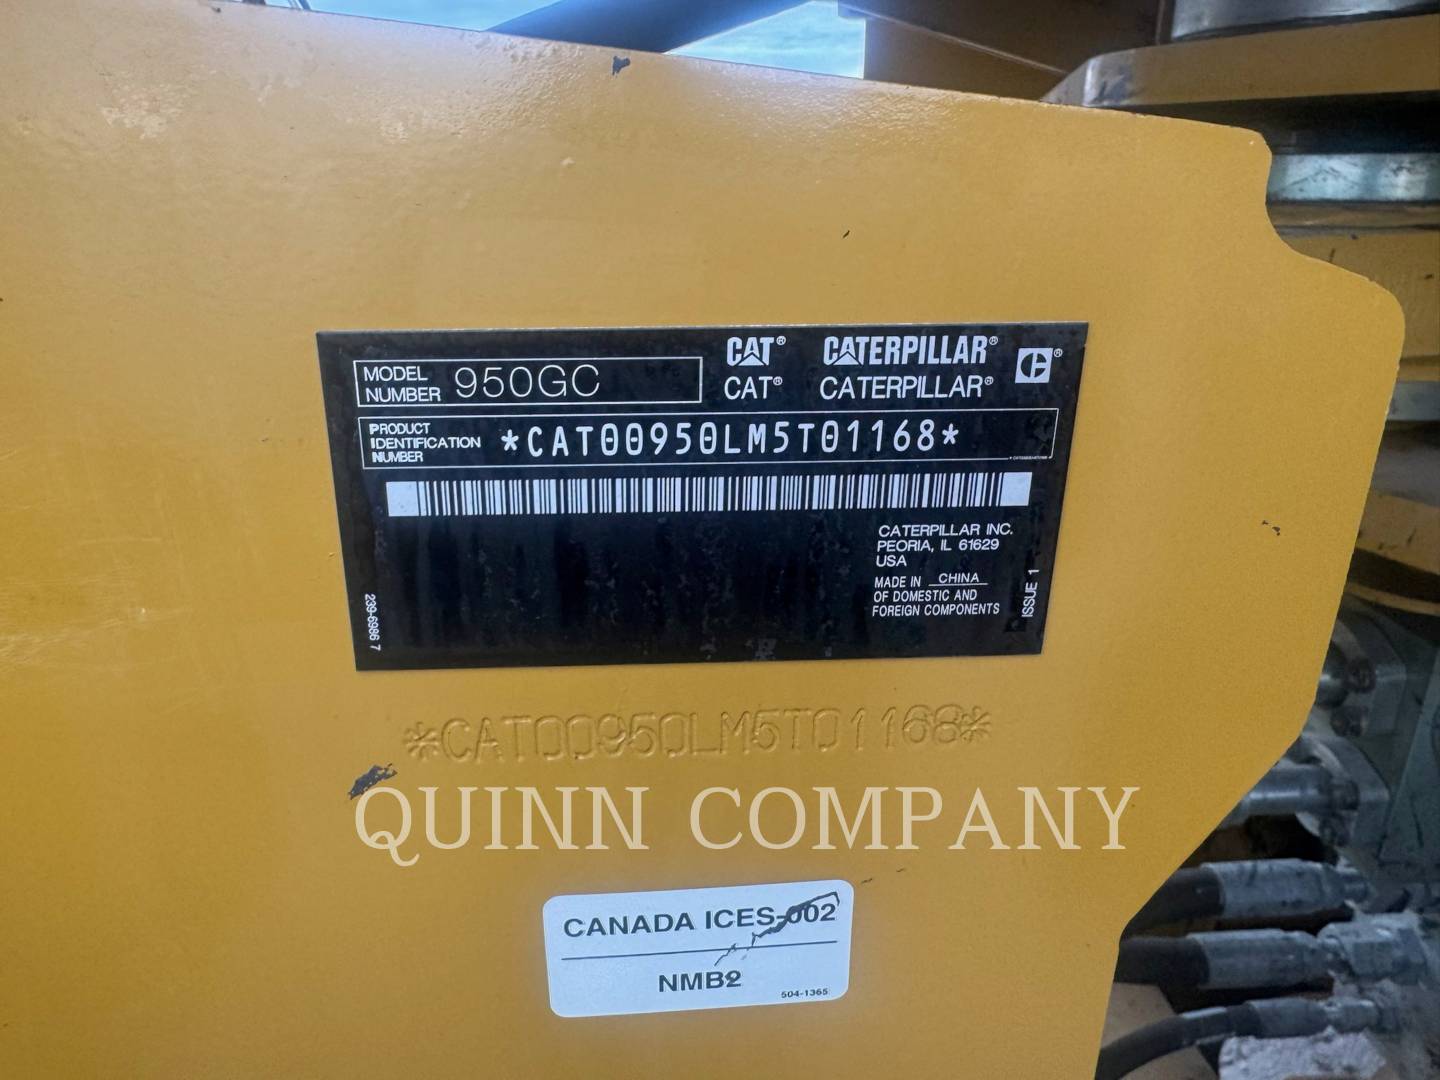 MODEL NUMBER 950GC
CAT® CATERPILLAR®
CAT® CATERPILLAR®
PRODUCT IDENTIFICATION NUMBER *CAT00950LM5T01168*
CATERPILLAR INC.
PEORIA, IL 61629
USA
MADE IN CHINA
OF DOMESTIC AND
FOREIGN COMPONENTS
ISSUE 1
239-6986 7
*CAT00950LM5T01168*
QUINN COMPANY
CANADA ICES-002
NMB2
504-1365